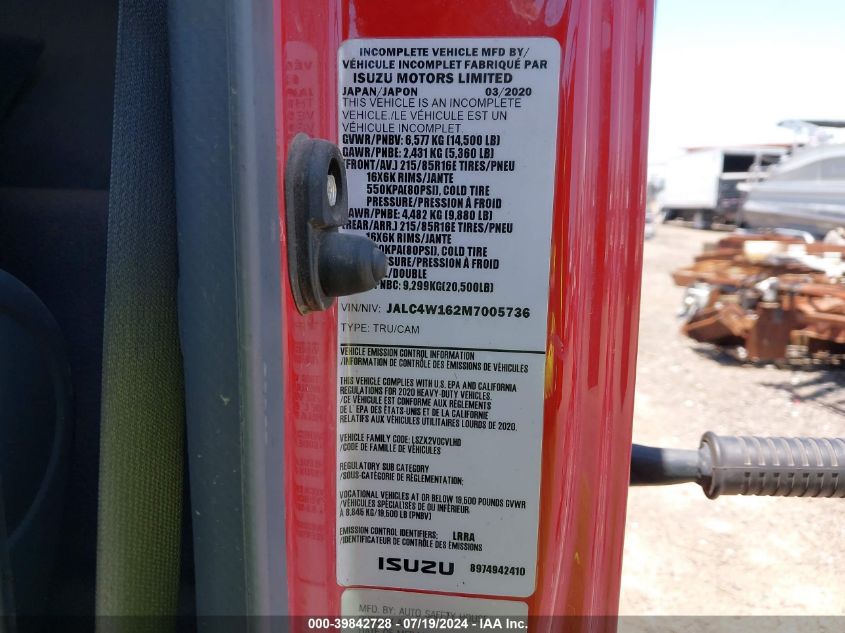 INCOMPLETE VEHICLE MFD BY/
VÉHICULE INCOMPLET FABRIQUÉ PAR
ISUZU MOTORS LIMITED
JAPAN/JAPON 03/2020
THIS VEHICLE IS AN INCOMPLETE
VEHICLE./LE VÉHICULE EST UN
VÉHICULE INCOMPLET.
GVWR/PNBV: 6,577 KG (14,500 LB)
GAWR/PNBE: 2,431 KG (5,360 LB)
(FRONT/AV.) 215/85R16E TIRES/PNEU
16X6K RIMS/JANTE
550KPA(80PSI), COLD TIRE
PRESSURE/PRESSION À FROID
GAWR/PNBE: 4,482 KG (9,880 LB)
(REAR/ARR.) 215/85R16E TIRES/PNEU
16X6K RIMS/JANTE
COLD TIRE
PRESSION À FROID
/DOUBLE
9,299KG(20,500LB)
VIN/NIV: JALC4W162M7005736
TYPE: TRU/CAM
VEHICLE EMISSION CONTROL INFORMATION
/INFORMATION DE CONTRÔLE DES ÉMISSIONS DE VÉHICULES
THIS VEHICLE COMPLIES WITH U.S. EPA AND CALIFORNIA
REGULATIONS FOR 2020 HEAVY-DUTY VEHICLES.
/CE VÉHICULE EST CONFORME AUX RÈGLEMENTS
DE L'EPA DES ÉTATS-UNIS ET DE LA CALIFORNIE
RELATIFS AUX VÉHICULES UTILITAIRES LOURDS DE 2020.
VEHICLE FAMILY CODE: LSZX2VOCVLHD
/CODE DE FAMILLE DE VÉHICULES
REGULATORY SUB CATEGORY
/SOUS-CATÉGORIE DE RÉGLEMENTATION:
VOCATIONAL VEHICLES AT OR BELOW 19,500 POUNDS GVWR
/VÉHICULES SPÉCIALISÉS DE OU INFÉRIEUR
À 8,845 KG/19,500 LB (PNBV)
EMISSION CONTROL IDENTIFIERS: LRRA
/IDENTIFICATEUR DE CONTRÔLE DES ÉMISSIONS
ISUZU 8974942410
MFD. BY: AUTO SAFETY HOUSE
DATE OF MFD
000-39842728 - 07/19/2024 - IAAI.COM